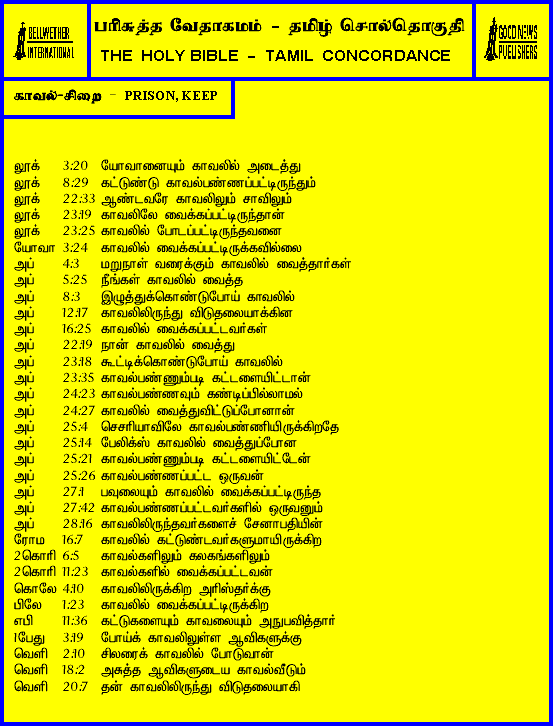 BELLWETHER
INTERNATIONAL
பரிசுத்த வேதாகமம் - தமிழ் சொல்தொகுதி
THE HOLY BIBLE - TAMIL CONCORDANCE
GOOD NEWS
PUBLISHERS
காவல்-சிறை - PRISON, KEEP
லூக் 3:20 யோவானையும் காவலில் அடைத்து
லூக் 8:29 கட்டுண்டு காவல்பண்ணப்பட்டிருந்தும்
லூக் 22:33 ஆண்டவரே காவலிலும் சாவிலும்
லூக் 23:19 காவலிலே வைக்கப்பட்டிருந்தான்
லூக் 23:25 காவலில் போடப்பட்டிருந்தவனை
யோவா 3:24 காவலில் வைக்கப்பட்டிருக்கவில்லை
அப் 4:3 மறுநாள் வரைக்கும் காவலில் வைத்தார்கள்
அப் 5:25 நீங்கள் காவலில் வைத்த
அப் 8:3 இழுத்துக்கொண்டுபோய் காவலில்
அப் 12:17 காவலிலிருந்து விடுதலையாக்கின
அப் 16:25 காவலில் வைக்கப்பட்டவர்கள்
அப் 22:19 நான் காவலில் வைத்து
அப் 23:18 கூட்டிக்கொண்டுபோய் காவலில்
அப் 23:35 காவல்பண்ணும்படி கட்டளையிட்டான்
அப் 24:23 காவல்பண்ணவும் கண்டிப்பில்லாமல்
அப் 24:27 காவலில் வைத்துவிட்டுப்போனான்
அப் 25:4 செசரியாவிலே காவல்பண்ணியிருக்கிறதே
அப் 25:14 பேலிக்ஸ் காவலில் வைத்துப்போன
அப் 25:21 காவல்பண்ணும்படி கட்டளையிட்டேன்
அப் 25:26 காவல்பண்ணப்பட்ட ஒருவன்
அப் 27:1 பவுலையும் காவலில் வைக்கப்பட்டிருந்த
அப் 27:42 காவல்பண்ணப்பட்டவர்களில் ஒருவனும்
அப் 28:16 காவலிலிருந்தவர்களைச் சேனாபதியின்
ரோம 16:7 காவலில் கட்டுண்டவர்களுமாயிருக்கிற
2கொரி 6:5 காவல்களிலும் கலகங்களிலும்
2கொரி 11:23 காவல்களில் வைக்கப்பட்டவன்
கொலே 4:10 காவலிலிருக்கிற அரிஸ்தர்க்கு
பிலே 1:23 காவலில் வைக்கப்பட்டிருக்கிற
எபி 11:36 கட்டுகளையும் காவலையும் அநுபவித்தார்
1பேது 3:19 போய்க் காவலிலுள்ள ஆவிகளுக்கு
வெளி 2:10 சிலரைக் காவலில் போடுவான்
வெளி 18:2 அசுத்த ஆவிகளுடைய காவல்வீடும்
வெளி 20:7 தன் காவலிலிருந்து விடுதலையாகி